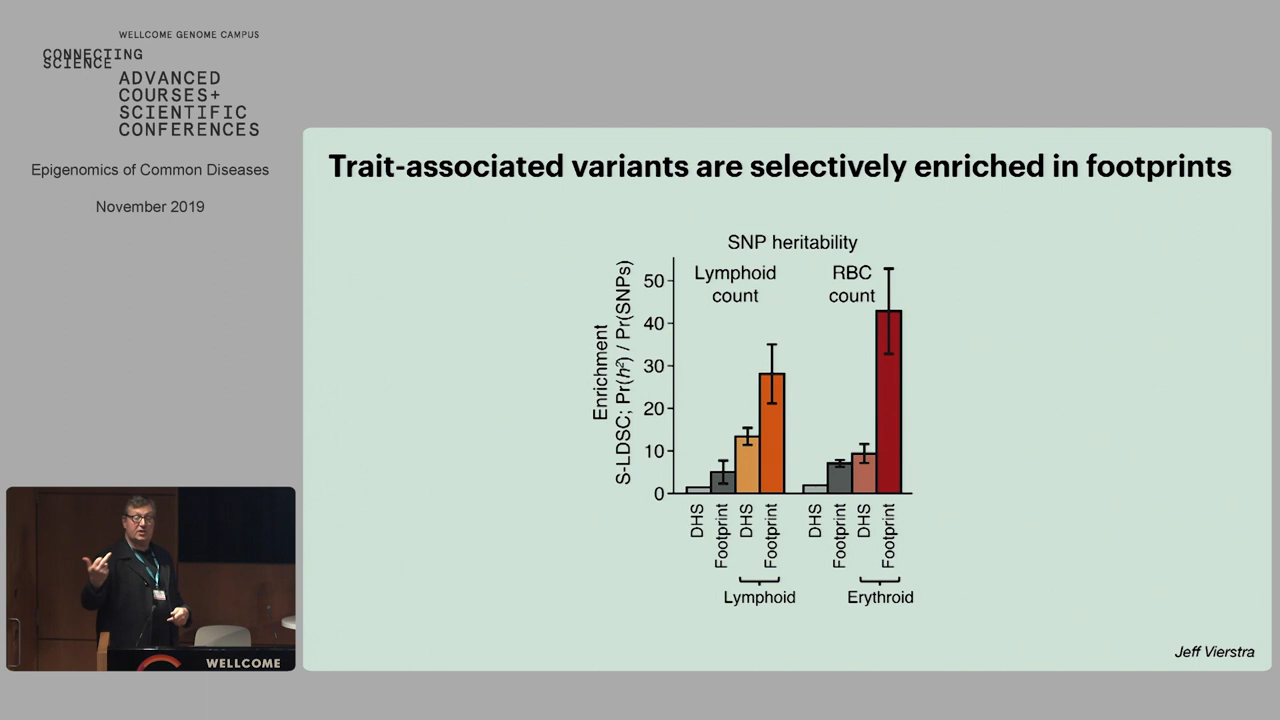 WELLCOME GENOME CAMPUS
CONNECTING
SCIENCE
ADVANCED
COURSES+
SCIENTIFIC
CONFERENCES
Epigenomics of Common Diseases
November 2019
Trait-associated variants are selectively enriched in footprints
SNP heritability
Lymphoid
count
RBC
count
Enrichment
S-LDSC; Pr(h²) / Pr(SNPs)
50
40
30
20
10
0
DHS
Footprint
DHS
Footprint
DHS
Footprint
DHS
Footprint
Lymphoid
Erythroid
Jeff Vierstra
WELLCOME